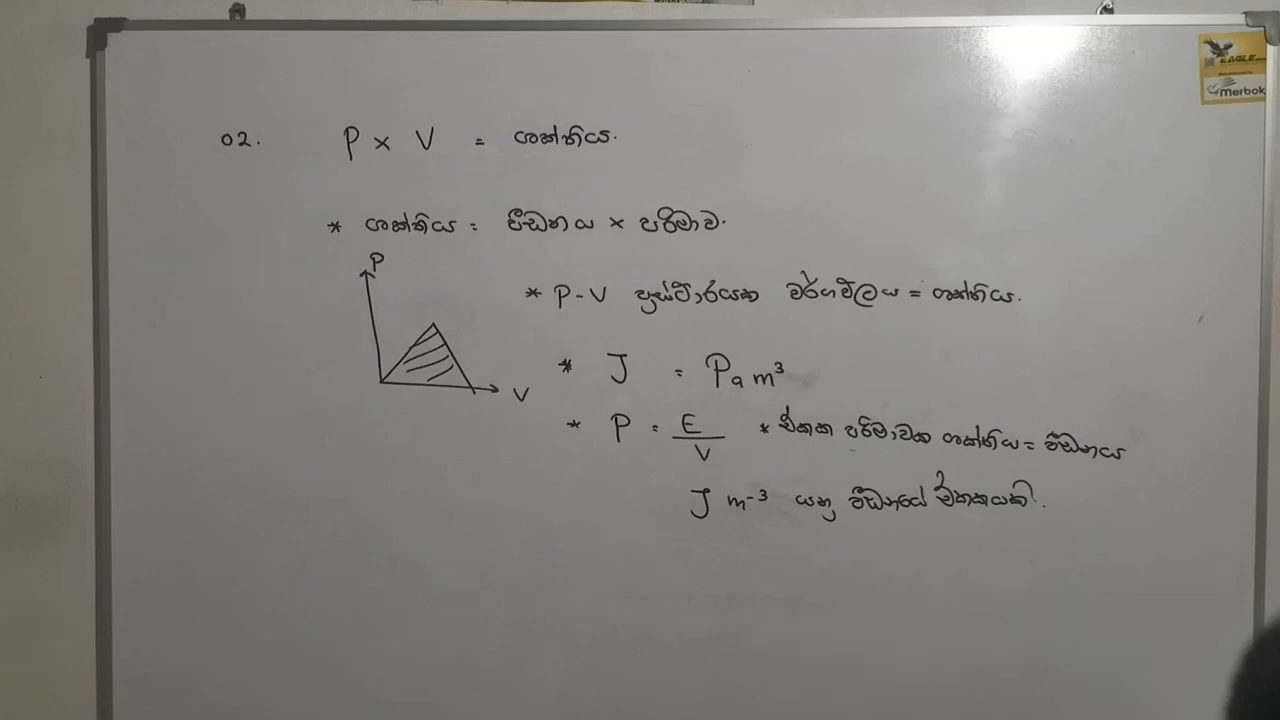 02. P x V = ශක්තිය.
* ශක්තිය = පීඩනය x පරිමාව.
P
* P-V ප්‍රස්ථාරයක වර්ගඵලය = ශක්තිය.
* J = Pa m³
V
* P = E/V * ඒකක පරිමාවක ශක්තිය = පීඩනය
J m⁻³ යනු පීඩනයේ ඒකකයකි.
EAGLE
merbok